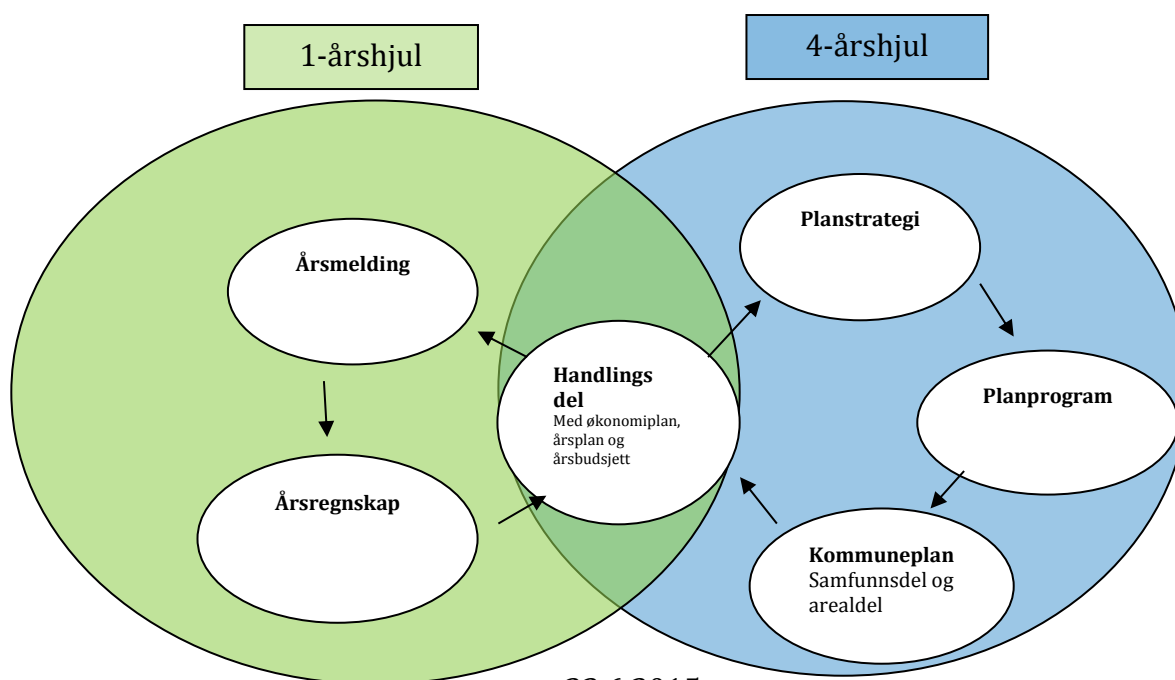 1-årshjul
4-årshjul
Årsmelding
Årsregnskap
Handlings
del
Med økonomiplan,
årsplan og
årsbudsjett
Planstrategi
Planprogram
Kommuneplan
Samfunnsdel og
arealdel